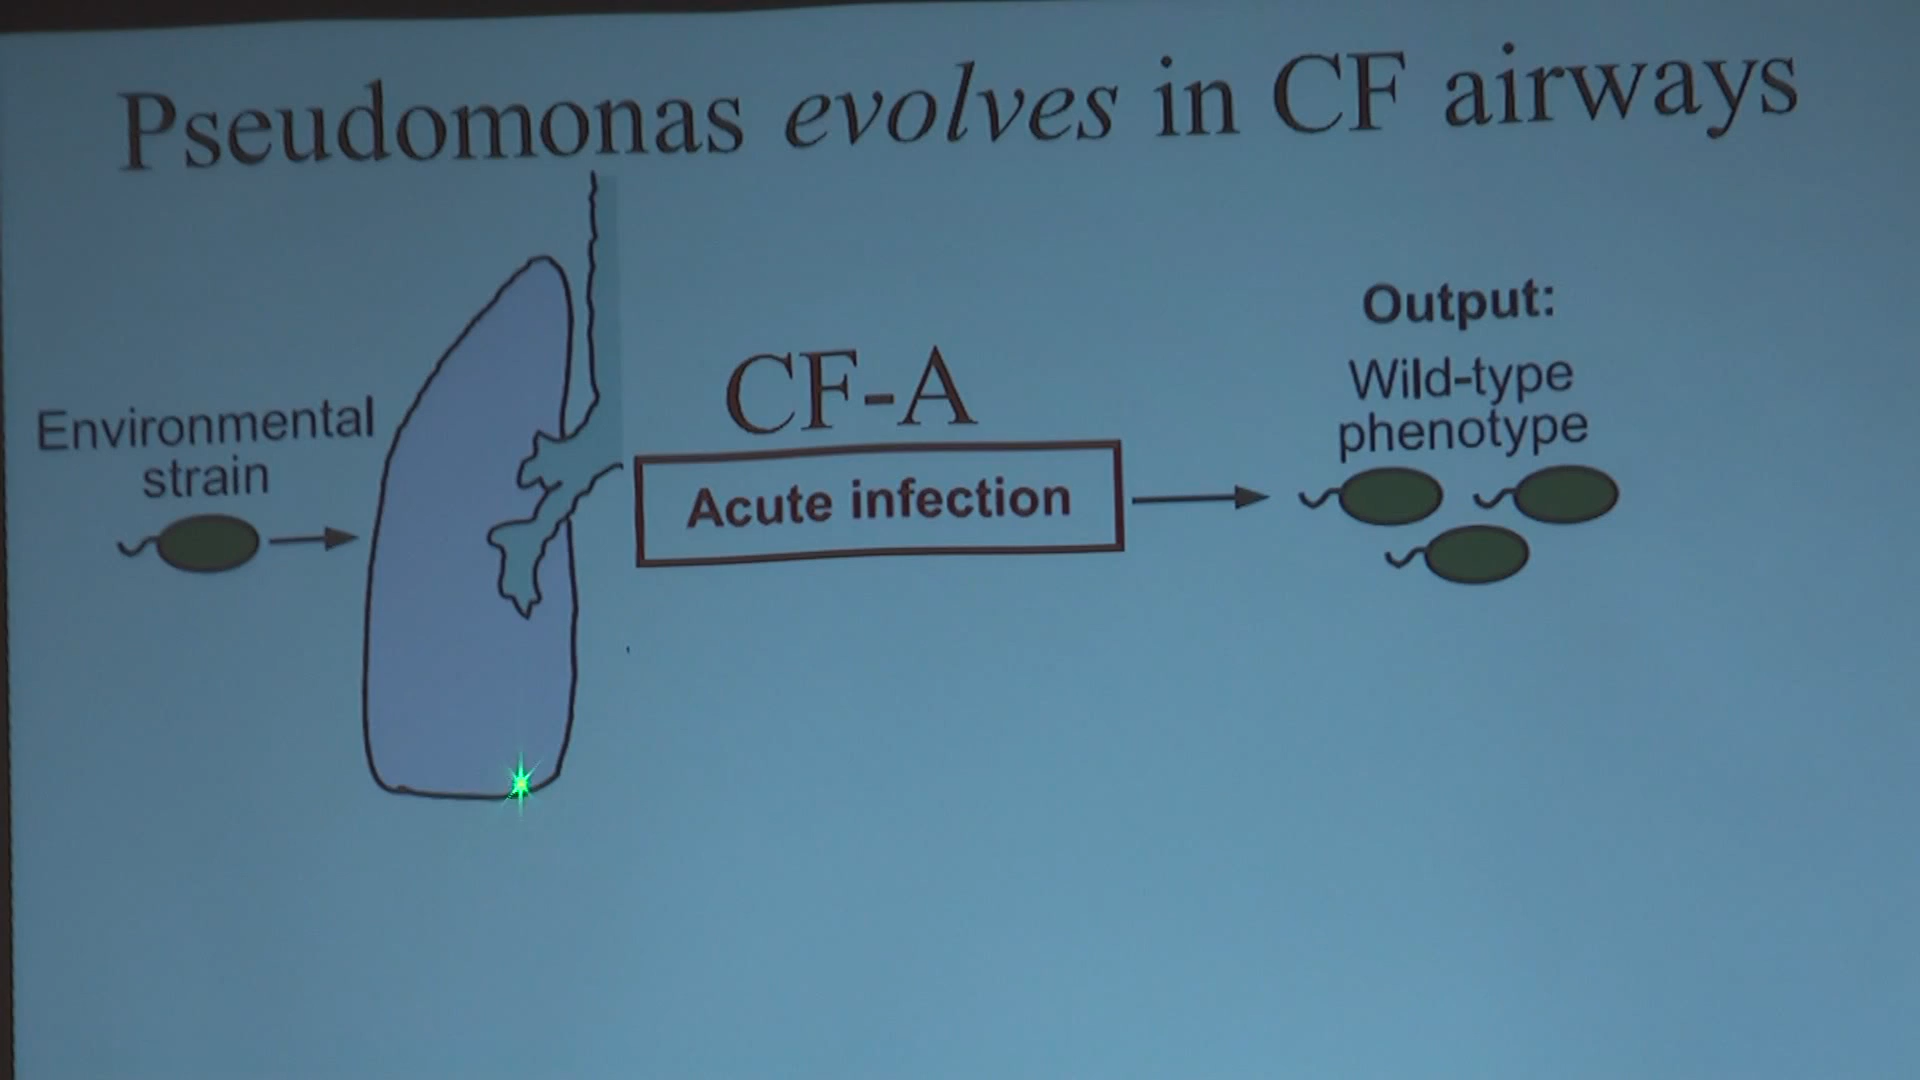 Pseudomonas evolves in CF airways
Environmental
strain
CF-A
Acute infection
Output:
Wild-type
phenotype